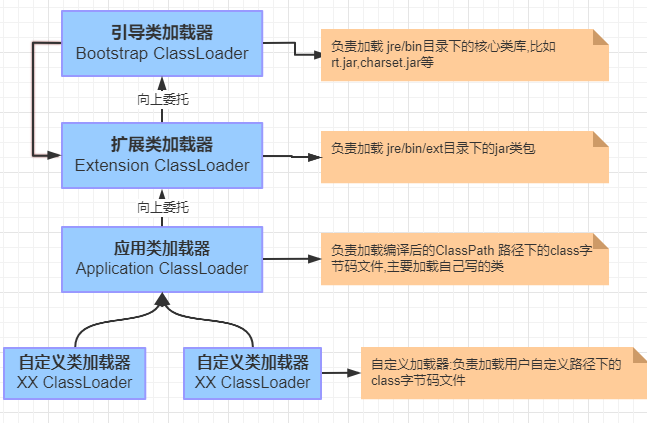 引导类加载器
Bootstrap ClassLoader
负责加载 jre/bin目录下的核心类库,比如
rt.jar,charset.jar等
向上委托
扩展类加载器
Extension ClassLoader
负责加载 jre/bin/ext目录下的jar类包
向上委托
应用类加载器
Application ClassLoader
负责加载编译后的ClassPath 路径下的class字
节码文件,主要加载自己写的类
自定义类加载器
XX ClassLoader
自定义类加载器
XX ClassLoader
自定义加载器:负责加载用户自定义路径下的
class字节码文件